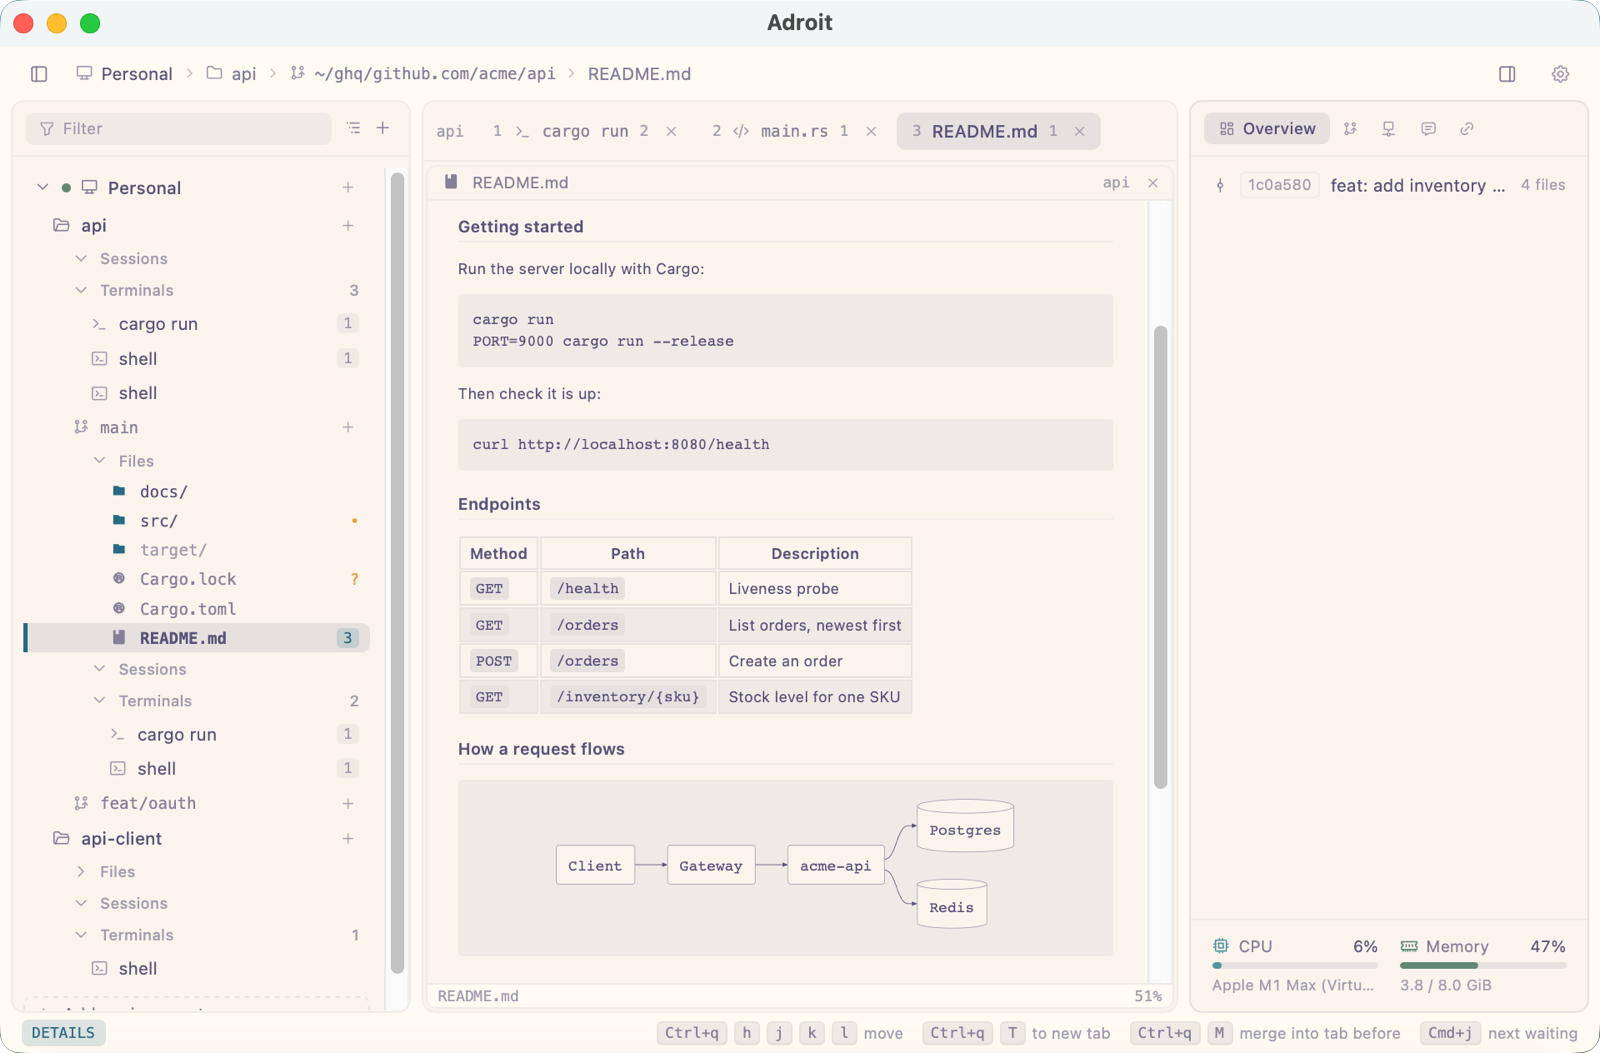 Adroit
Personal
api
~/ghq/github.com/acme/api
README.md
Filter
Personal
api
Sessions
Terminals 3
cargo run 1
shell 1
shell
main
Files
docs/
src/
target/
Cargo.lock ?
Cargo.toml
README.md 3
Sessions
Terminals 2
cargo run 1
shell 1
feat/oauth
api-client
Files
Sessions
Terminals 1
shell
api 1 cargo run 2 2 main.rs 1 3 README.md 1
README.md api
Getting started
Run the server locally with Cargo:
cargo run
PORT=9000 cargo run --release
Then check it is up:
curl http://localhost:8080/health
Endpoints
Method Path Description
GET /health Liveness probe
GET /orders List orders, newest first
POST /orders Create an order
GET /inventory/{sku} Stock level for one SKU
How a request flows
Client Gateway acme-api Postgres
Redis
README.md 51%
Overview
1c0a580 feat: add inventory ... 4 files
CPU 6% Memory 47%
Apple M1 Max (Virtu... 3.8 / 8.0 GiB
DETAILS
Ctrl+q h j k l move Ctrl+q T to new tab Ctrl+q M merge into tab before Cmd+j next waiting